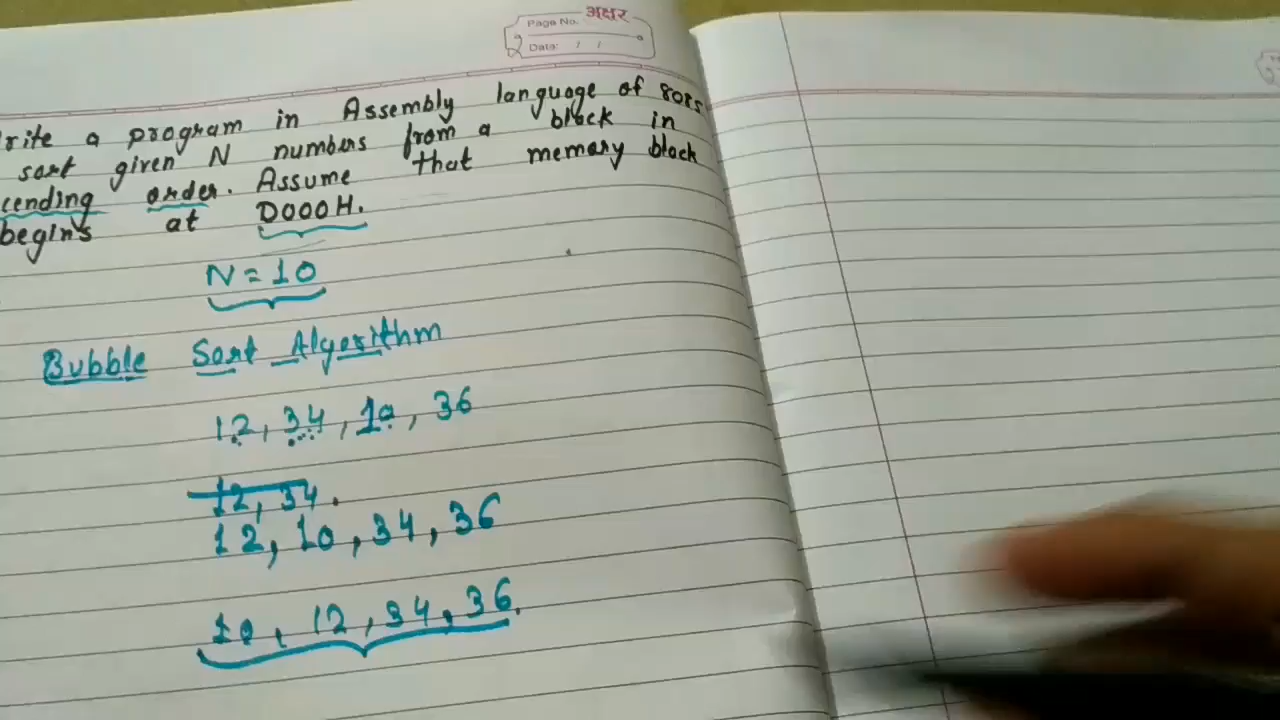 Page No. अक्षर
Date: / /
rite a program in Assembly language of 8085
sort given N numbers from a block in
cending order. Assume that memory block
begins at D000H.
N = 10
Bubble Sort Algorithm
12, 34, 10, 36
12, 34.
12, 10, 34, 36
10, 12, 34, 36.